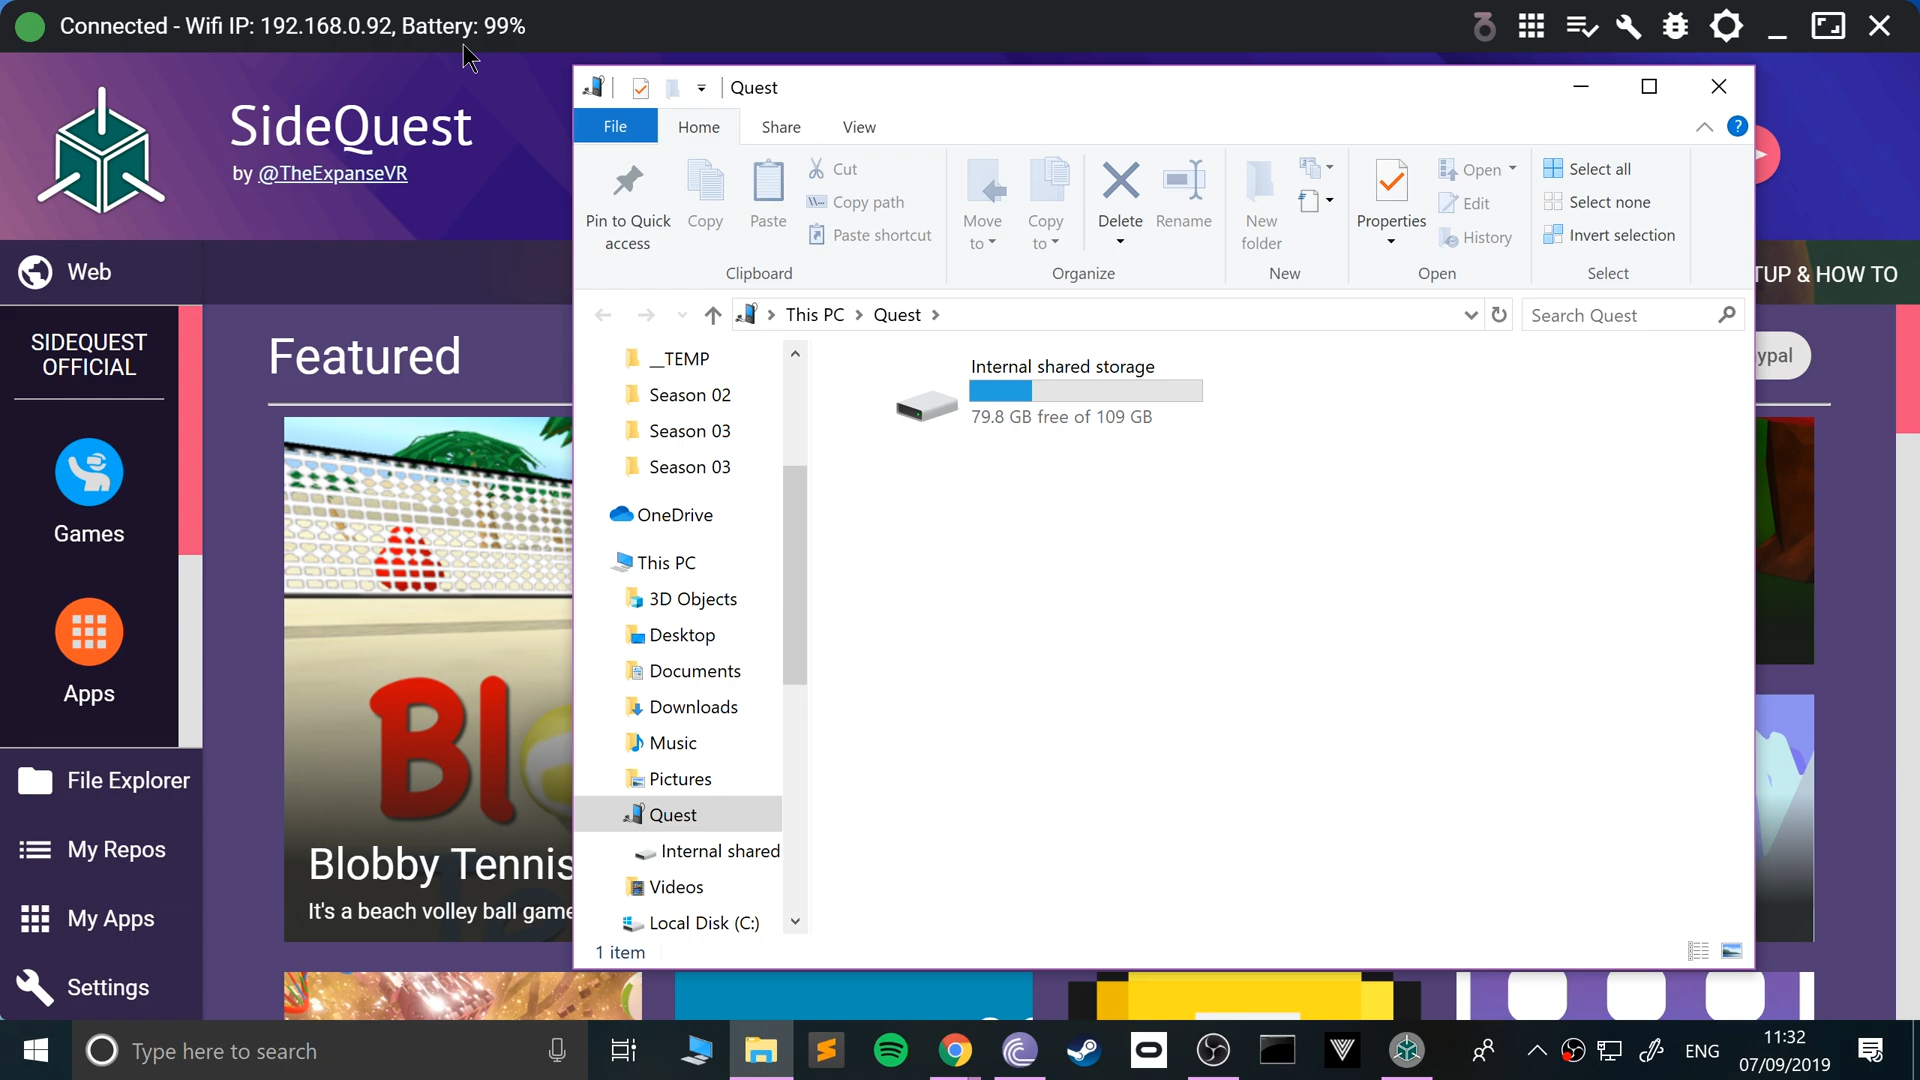 Connected - Wifi IP: 192.168.0.92, Battery: 99%
SideQuest
by @TheExpanseVR
Web
TUP & HOW TO
SIDEQUEST
OFFICIAL
Games
Apps
File Explorer
My Repos
My Apps
Settings
Featured
ypal
Bl
Blobby Tennis
It's a beach volley ball game
Quest
File
Home
Share
View
?
Pin to Quick
access
Copy
Paste
Cut
Copy path
Paste shortcut
Clipboard
Move
to
Copy
to
Delete
Rename
Organize
New
folder
New
Properties
Open
Edit
History
Open
Select all
Select none
Invert selection
Select
This PC
Quest
Search Quest
__TEMP
Season 02
Season 03
Season 03
OneDrive
This PC
3D Objects
Desktop
Documents
Downloads
Music
Pictures
Quest
Internal shared
Videos
Local Disk (C:)
Internal shared storage
79.8 GB free of 109 GB
1 item
Type here to search
ENG
11:32
07/09/2019